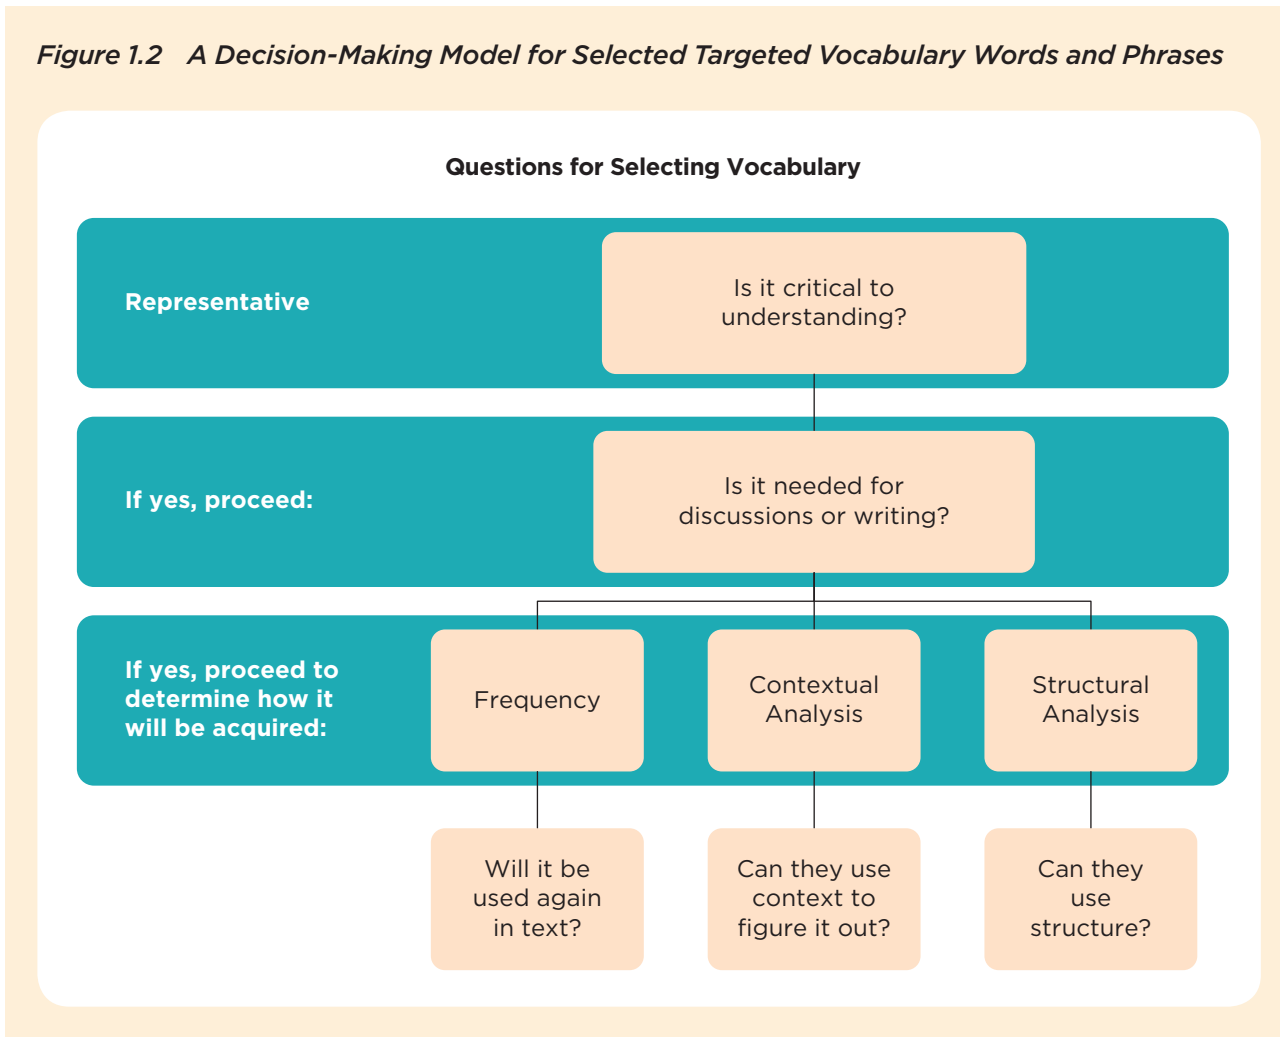 Figure 1.2 A Decision-Making Model for Selected Targeted Vocabulary Words and Phrases
Questions for Selecting Vocabulary
Representative
Is it critical to
understanding?
If yes, proceed:
Is it needed for
discussions or writing?
If yes, proceed to
determine how it
will be acquired:
Frequency
Contextual
Analysis
Structural
Analysis
Will it be
used again
in text?
Can they use
context to
figure it out?
Can they
use
structure?